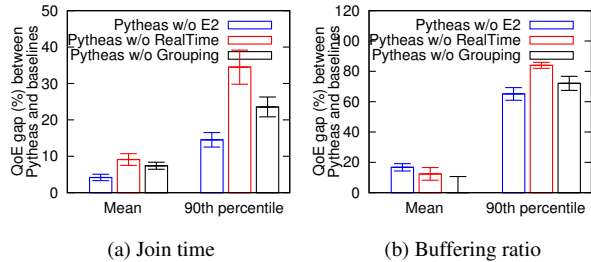 QoE gap (%) between
Pytheas and baselines
50
40
30
20
10
0
Pytheas w/o E2
Pytheas w/o RealTime
Pytheas w/o Grouping
Mean
90th percentile
(a) Join time
QoE gap (%) between
Pytheas and baselines
120
100
80
60
40
20
0
Pytheas w/o E2
Pytheas w/o RealTime
Pytheas w/o Grouping
Mean
90th percentile
(b) Buffering ratio